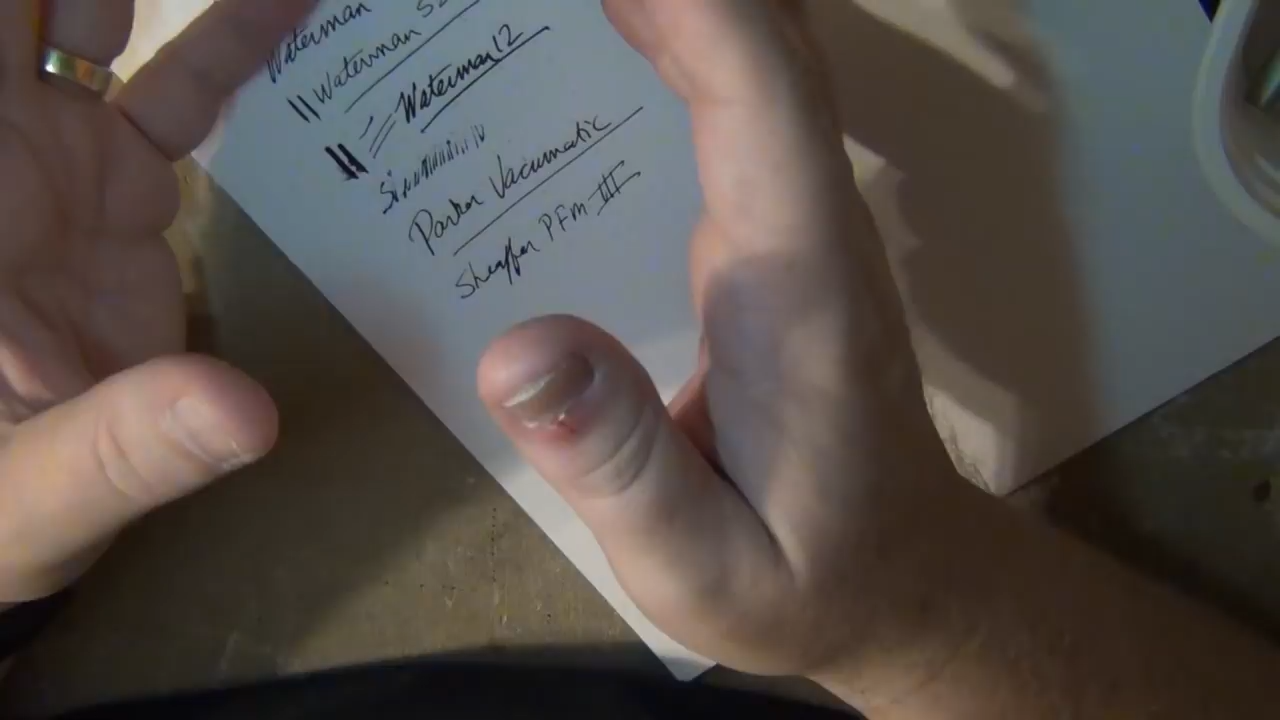 Waterman
Waterman 52
Waterman 12
Parker Vacumatic
Sheaffer PFM III